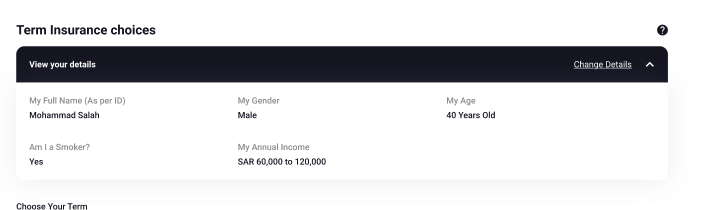 Term Insurance choices
?
View your details
Change Details
My Full Name (As per ID)
My Gender
My Age
Mohammad Salah
Male
40 Years Old
Am I a Smoker?
My Annual Income
Yes
SAR 60,000 to 120,000
Choose Your Term